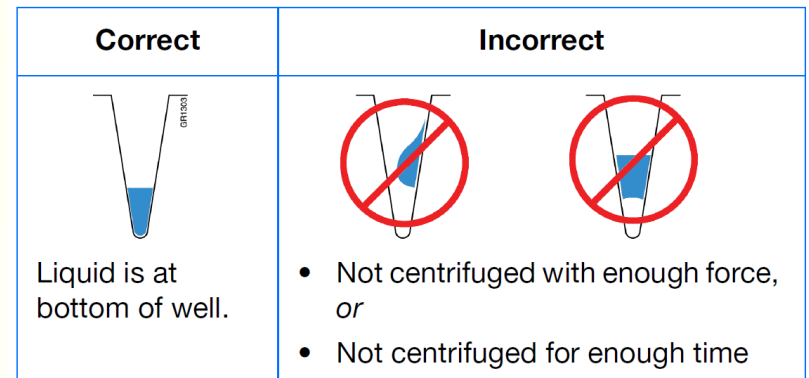 Correct
Incorrect
GR1303
Liquid is at
bottom of well.
• Not centrifuged with enough force,
or
• Not centrifuged for enough time